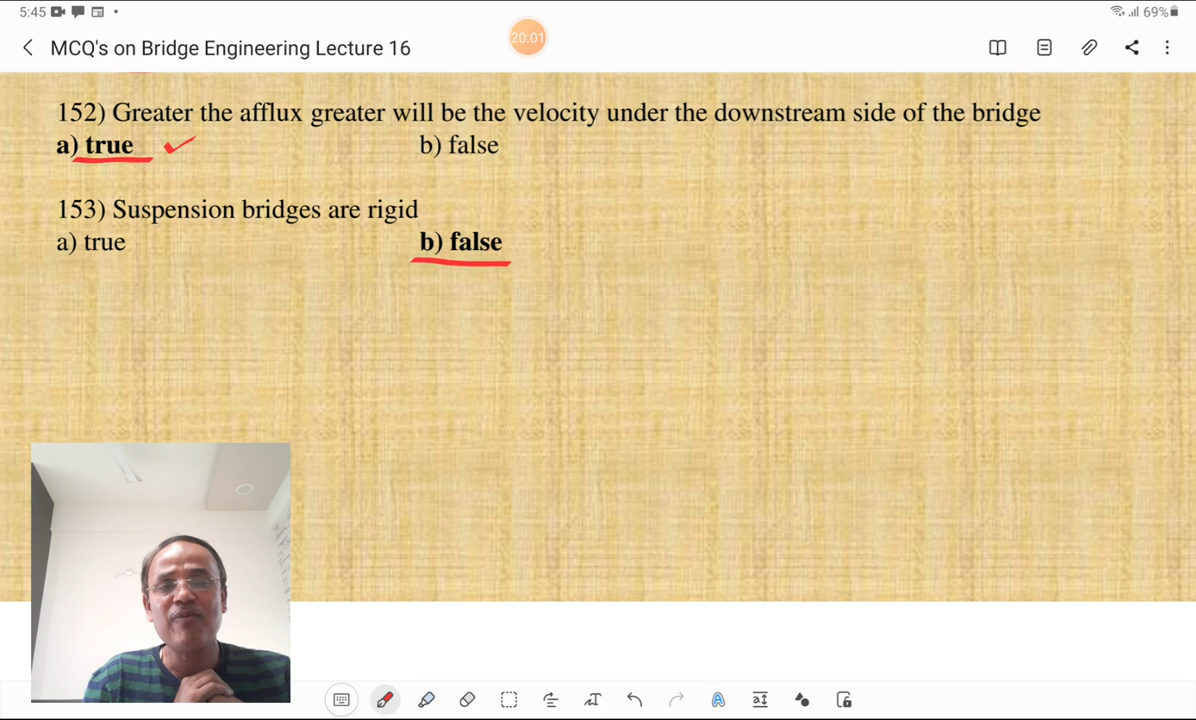 5:45
69%
MCQ's on Bridge Engineering Lecture 16
20:01
152) Greater the afflux greater will be the velocity under the downstream side of the bridge
a) true b) false
153) Suspension bridges are rigid
a) true b) false